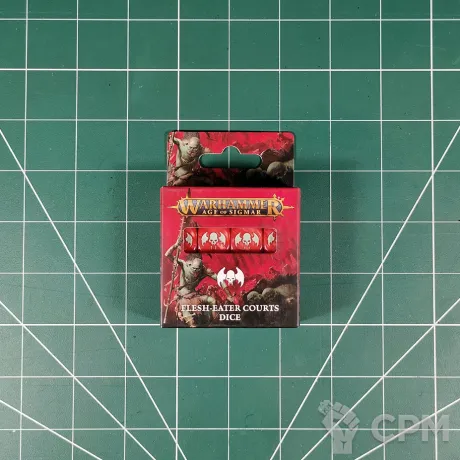 WARHAMMER
AGE OF SIGMAR
FLESH-EATER COURTS
DICE
CPM